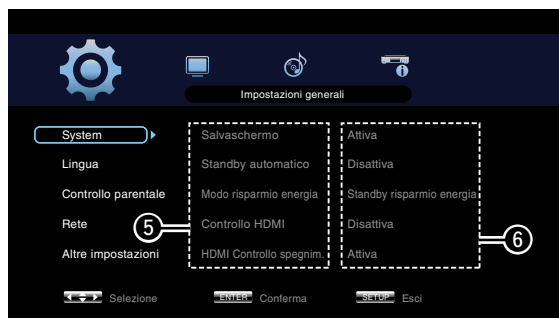 Impostazioni generali
System Salvaschermo Attiva
Lingua Standby automatico Disattiva
Controllo parentale Modo risparmio energia Standby risparmio energia
Rete Controllo HDMI Disattiva
5 6
Altre impostazioni HDMI Controllo spegnim. Attiva
Selezione ENTER Conferma SETUP Esci